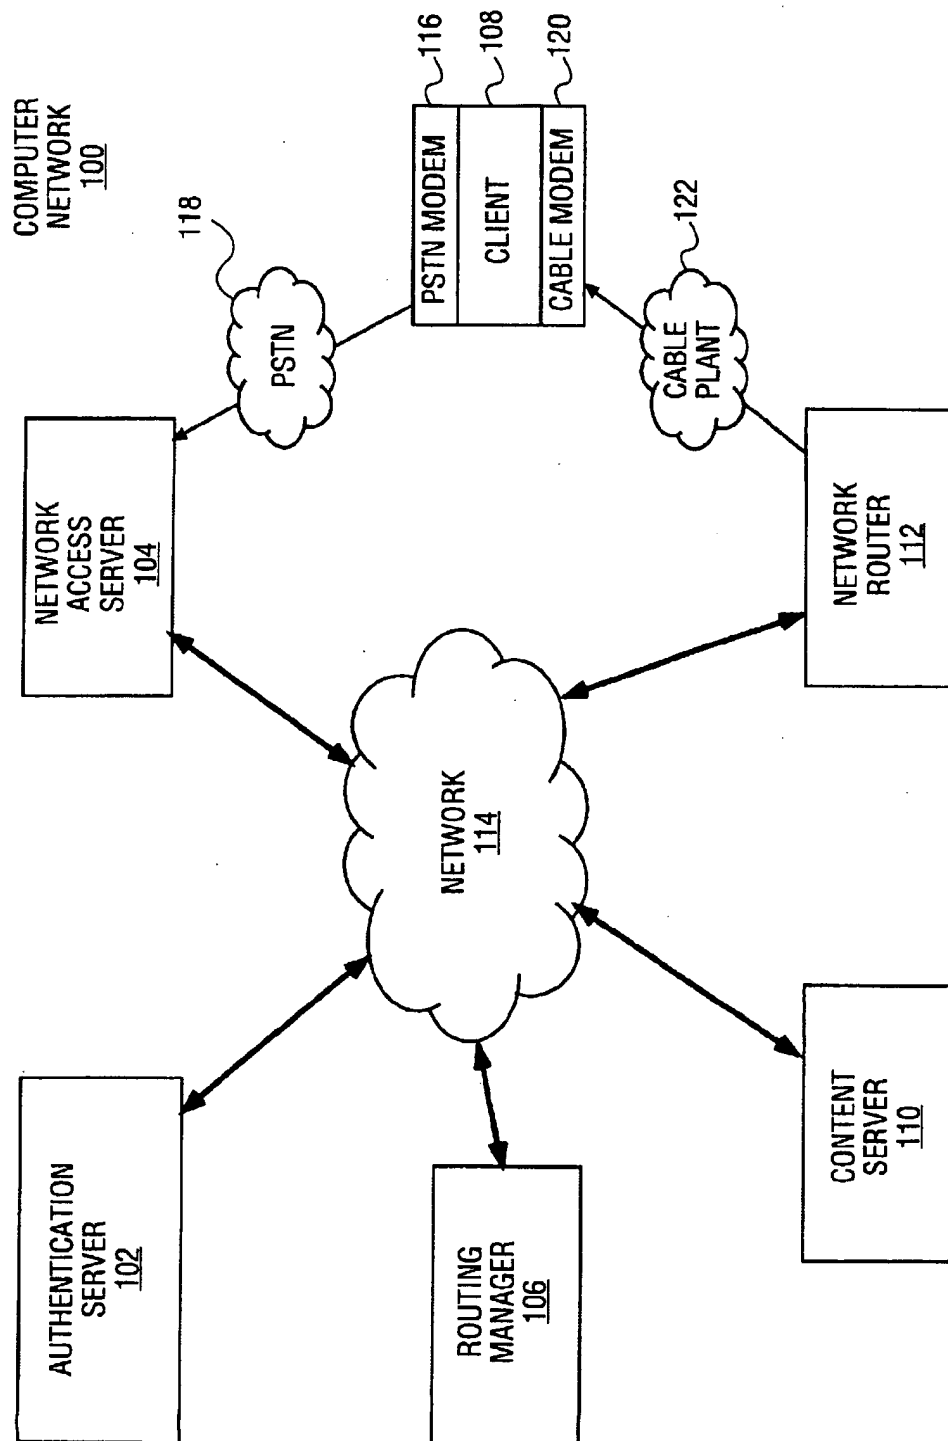 COMPUTER
NETWORK
100
AUTHENTICATION
SERVER
102
NETWORK
ACCESS
SERVER
104
118
PSTN
PSTN MODEM
116
CLIENT
108
CABLE MODEM
120
ROUTING
MANAGER
106
NETWORK
114
122
CABLE
PLANT
CONTENT
SERVER
110
NETWORK
ROUTER
112